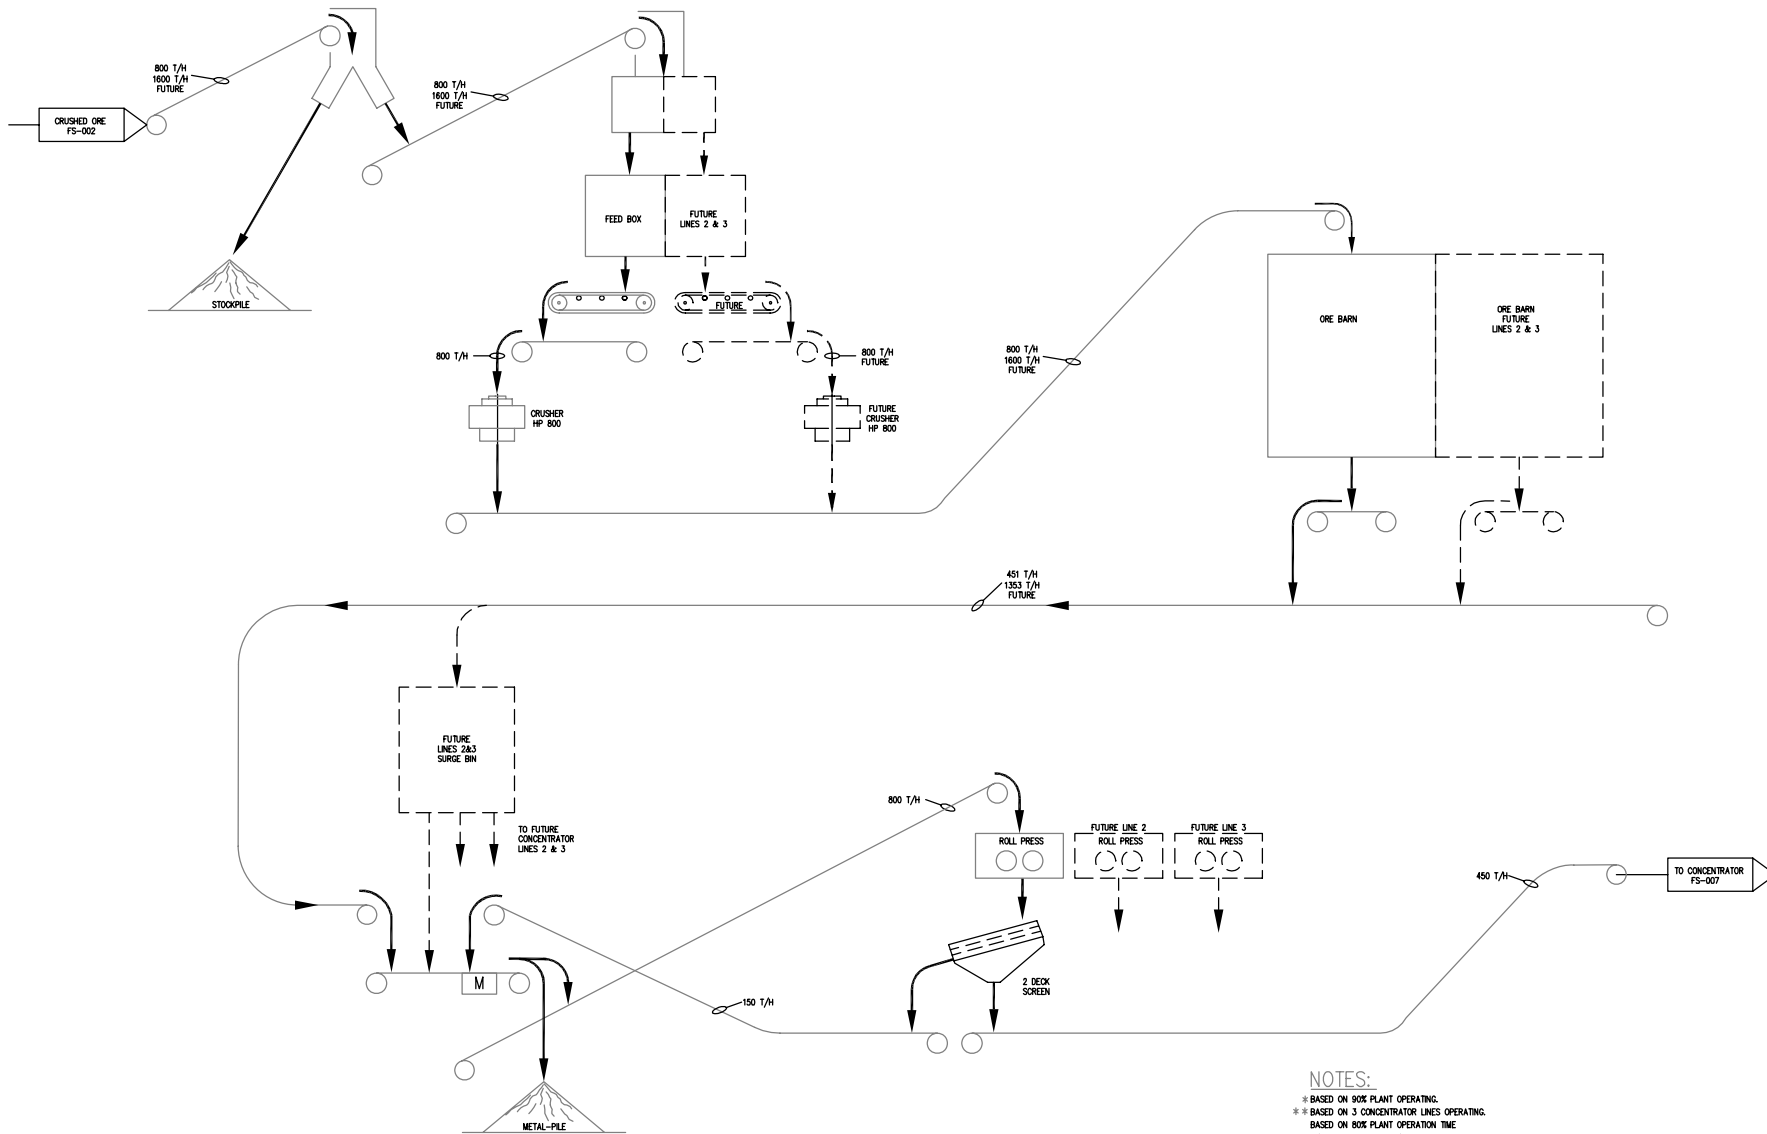 800 T/H
1600 T/H
FUTURE
CRUSHED ORE
FS-002
800 T/H
1600 T/H
FUTURE
STOCKPILE
FEED BOX
FUTURE
LINES 2 & 3
FUTURE
800 T/H
800 T/H
FUTURE
CRUSHER
HP 800
FUTURE
CRUSHER
HP 800
800 T/H
1600 T/H
FUTURE
ORE BARN
ORE BARN
FUTURE
LINES 2 & 3
451 T/H
1353 T/H
FUTURE
FUTURE
LINES 2&3
SURGE BIN
TO FUTURE
CONCENTRATOR
LINES 2 & 3
800 T/H
ROLL PRESS
FUTURE LINE 2
ROLL PRESS
FUTURE LINE 3
ROLL PRESS
450 T/H
TO CONCENTRATOR
FS-007
M
2 DECK
SCREEN
150 T/H
METAL-PILE
NOTES:
* BASED ON 90% PLANT OPERATING.
* * BASED ON 3 CONCENTRATOR LINES OPERATING.
BASED ON 80% PLANT OPERATION TIME